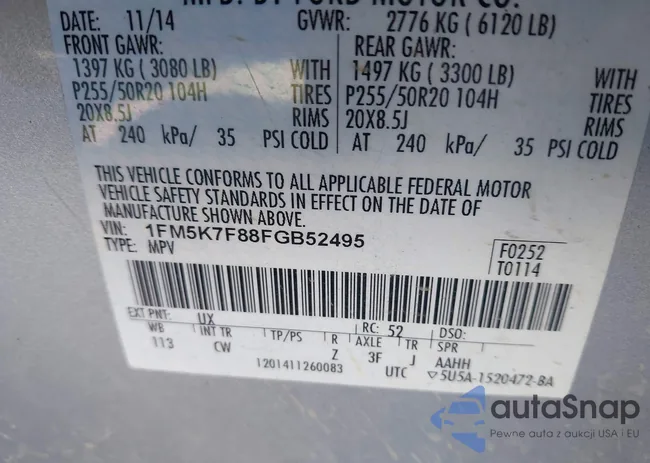 MFD. BY FORD MOTOR CO.
DATE: 11/14 GVWR: 2776 KG ( 6120 LB)
FRONT GAWR: REAR GAWR:
1397 KG ( 3080 LB) WITH 1497 KG ( 3300 LB) WITH
P255/50R20 104H TIRES P255/50R20 104H TIRES
20X8.5J RIMS 20X8.5J RIMS
AT 240 kPa/ 35 PSI COLD AT 240 kPa/ 35 PSI COLD
THIS VEHICLE CONFORMS TO ALL APPLICABLE FEDERAL MOTOR
VEHICLE SAFETY STANDARDS IN EFFECT ON THE DATE OF
MANUFACTURE SHOWN ABOVE.
VIN: 1FM5K7F88FGB52495
TYPE: MPV
F0252
T0114
EXT PNT: UX RC: 52 DSO:
WB INT TR TP/PS R AXLE TR SPR
113 CW Z 3F J AAHH
1201411260083 UTC ▽5U5A-1520472-BA
autaSnap
Pewne auta z aukcji USA i EU